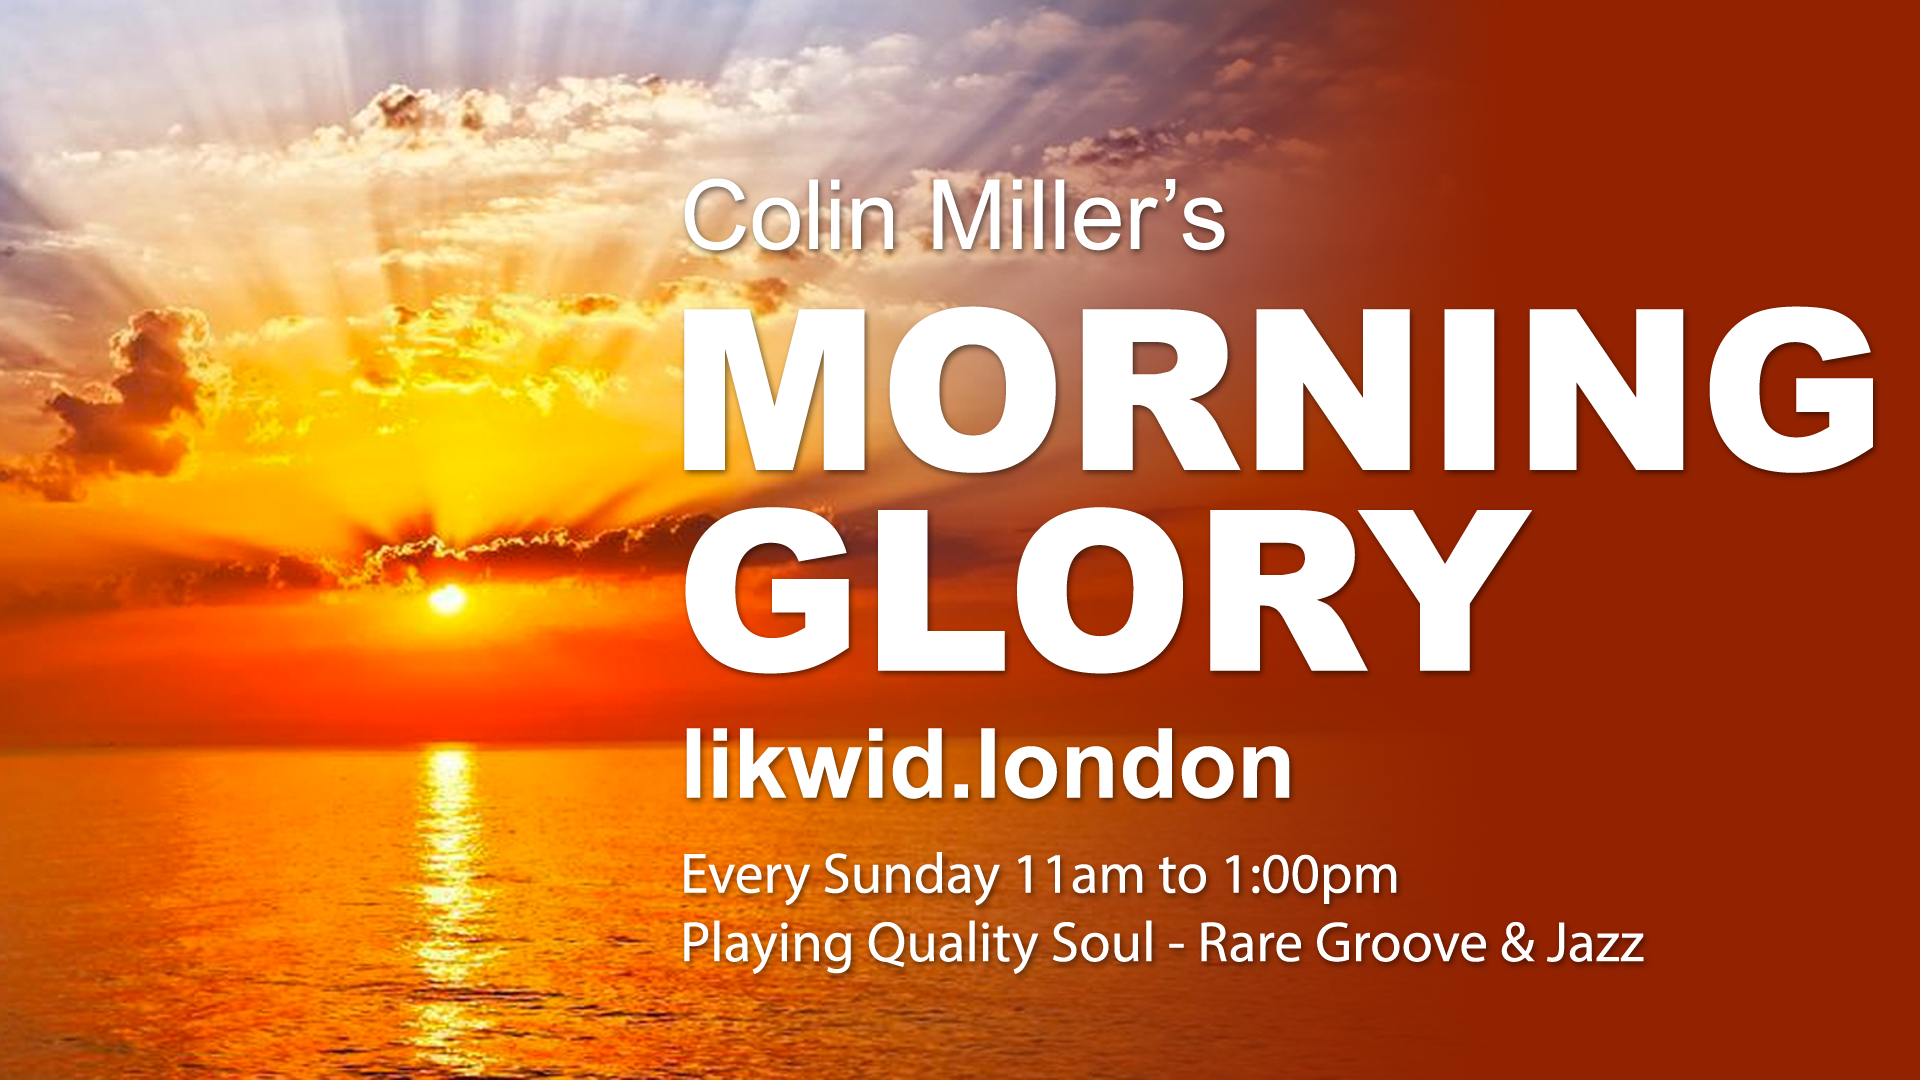 Colin Miller’s
MORNING
GLORY
likwid.london
Every Sunday 11am to 1:00pm
Playing Quality Soul - Rare Groove & Jazz